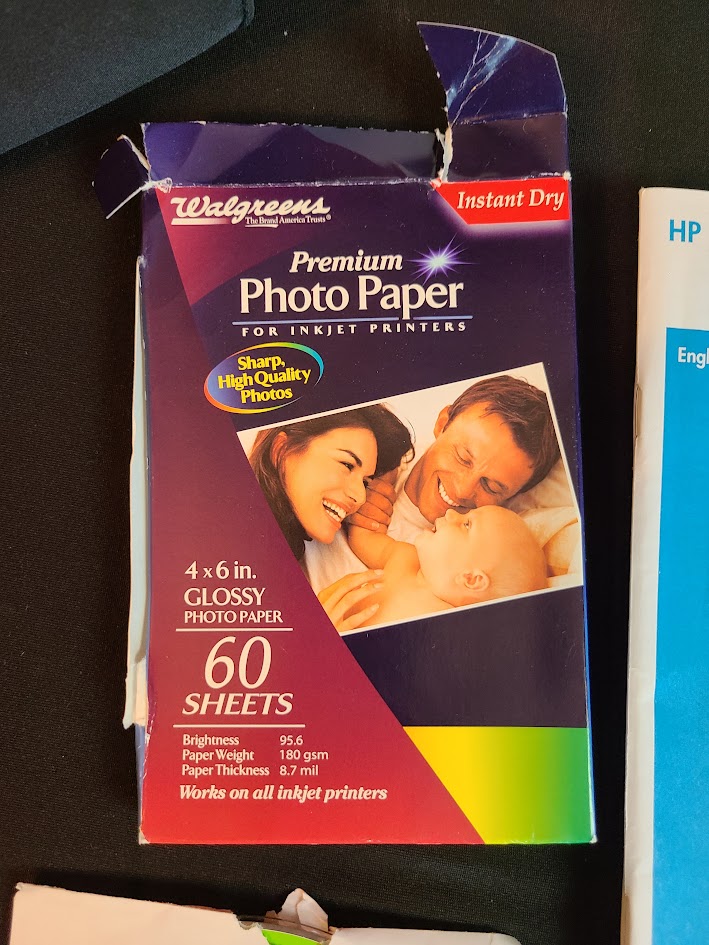 Walgreens
The Brand America Trusts®
Instant Dry
Premium
Photo Paper
FOR INKJET PRINTERS
Sharp,
High Quality
Photos
4 x 6 in.
GLOSSY
PHOTO PAPER
60
SHEETS
Brightness 95.6
Paper Weight 180 gsm
Paper Thickness 8.7 mil
Works on all inkjet printers
HP